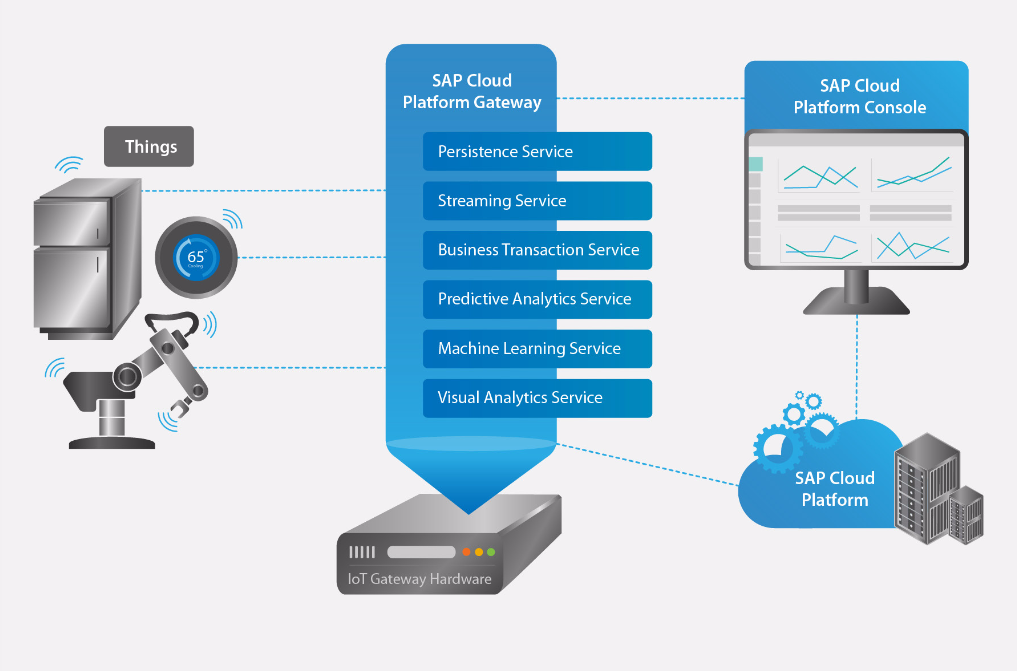 Things
65°
Cooling
SAP Cloud
Platform Gateway
Persistence Service
Streaming Service
Business Transaction Service
Predictive Analytics Service
Machine Learning Service
Visual Analytics Service
IoT Gateway Hardware
SAP Cloud
Platform Console
SAP Cloud
Platform